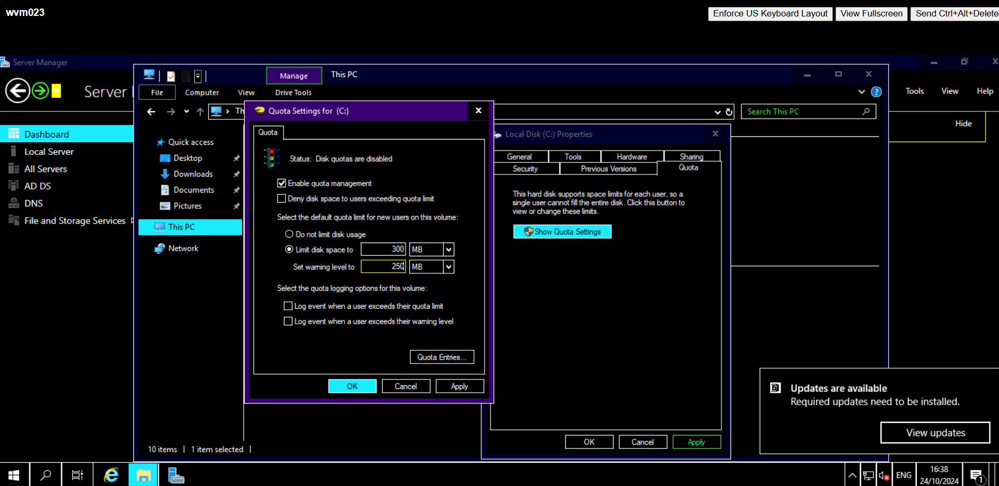 wvm023
Enforce US Keyboard Layout
View Fullscreen
Send Ctrl+Alt+Delete
Server Manager
Manage
This PC
File
Computer
View
Drive Tools
Server
Tools
View
Help
Th
Search This PC
Hide
Quota Settings for (C:)
Quota
Status: Disk quotas are disabled
Enable quota management
Deny disk space to users exceeding quota limit
Select the default quota limit for new users on this volume:
Do not limit disk usage
Limit disk space to 300 MB
Set warning level to 250 MB
Select the quota logging options for this volume:
Log event when a user exceeds their quota limit
Log event when a user exceeds their warning level
Quota Entries...
OK
Cancel
Apply
Local Disk (C:) Properties
General
Tools
Hardware
Sharing
Security
Previous Versions
Quota
This hard disk supports space limits for each user, so a
single user cannot fill the entire disk. Click this button to
view or change these limits.
Show Quota Settings
OK
Cancel
Apply
Dashboard
Local Server
All Servers
AD DS
DNS
File and Storage Services
Quick access
Desktop
Downloads
Documents
Pictures
This PC
Network
10 items
1 item selected
Updates are available
Required updates need to be installed.
View updates
ENG
16:38
24/10/2024
1